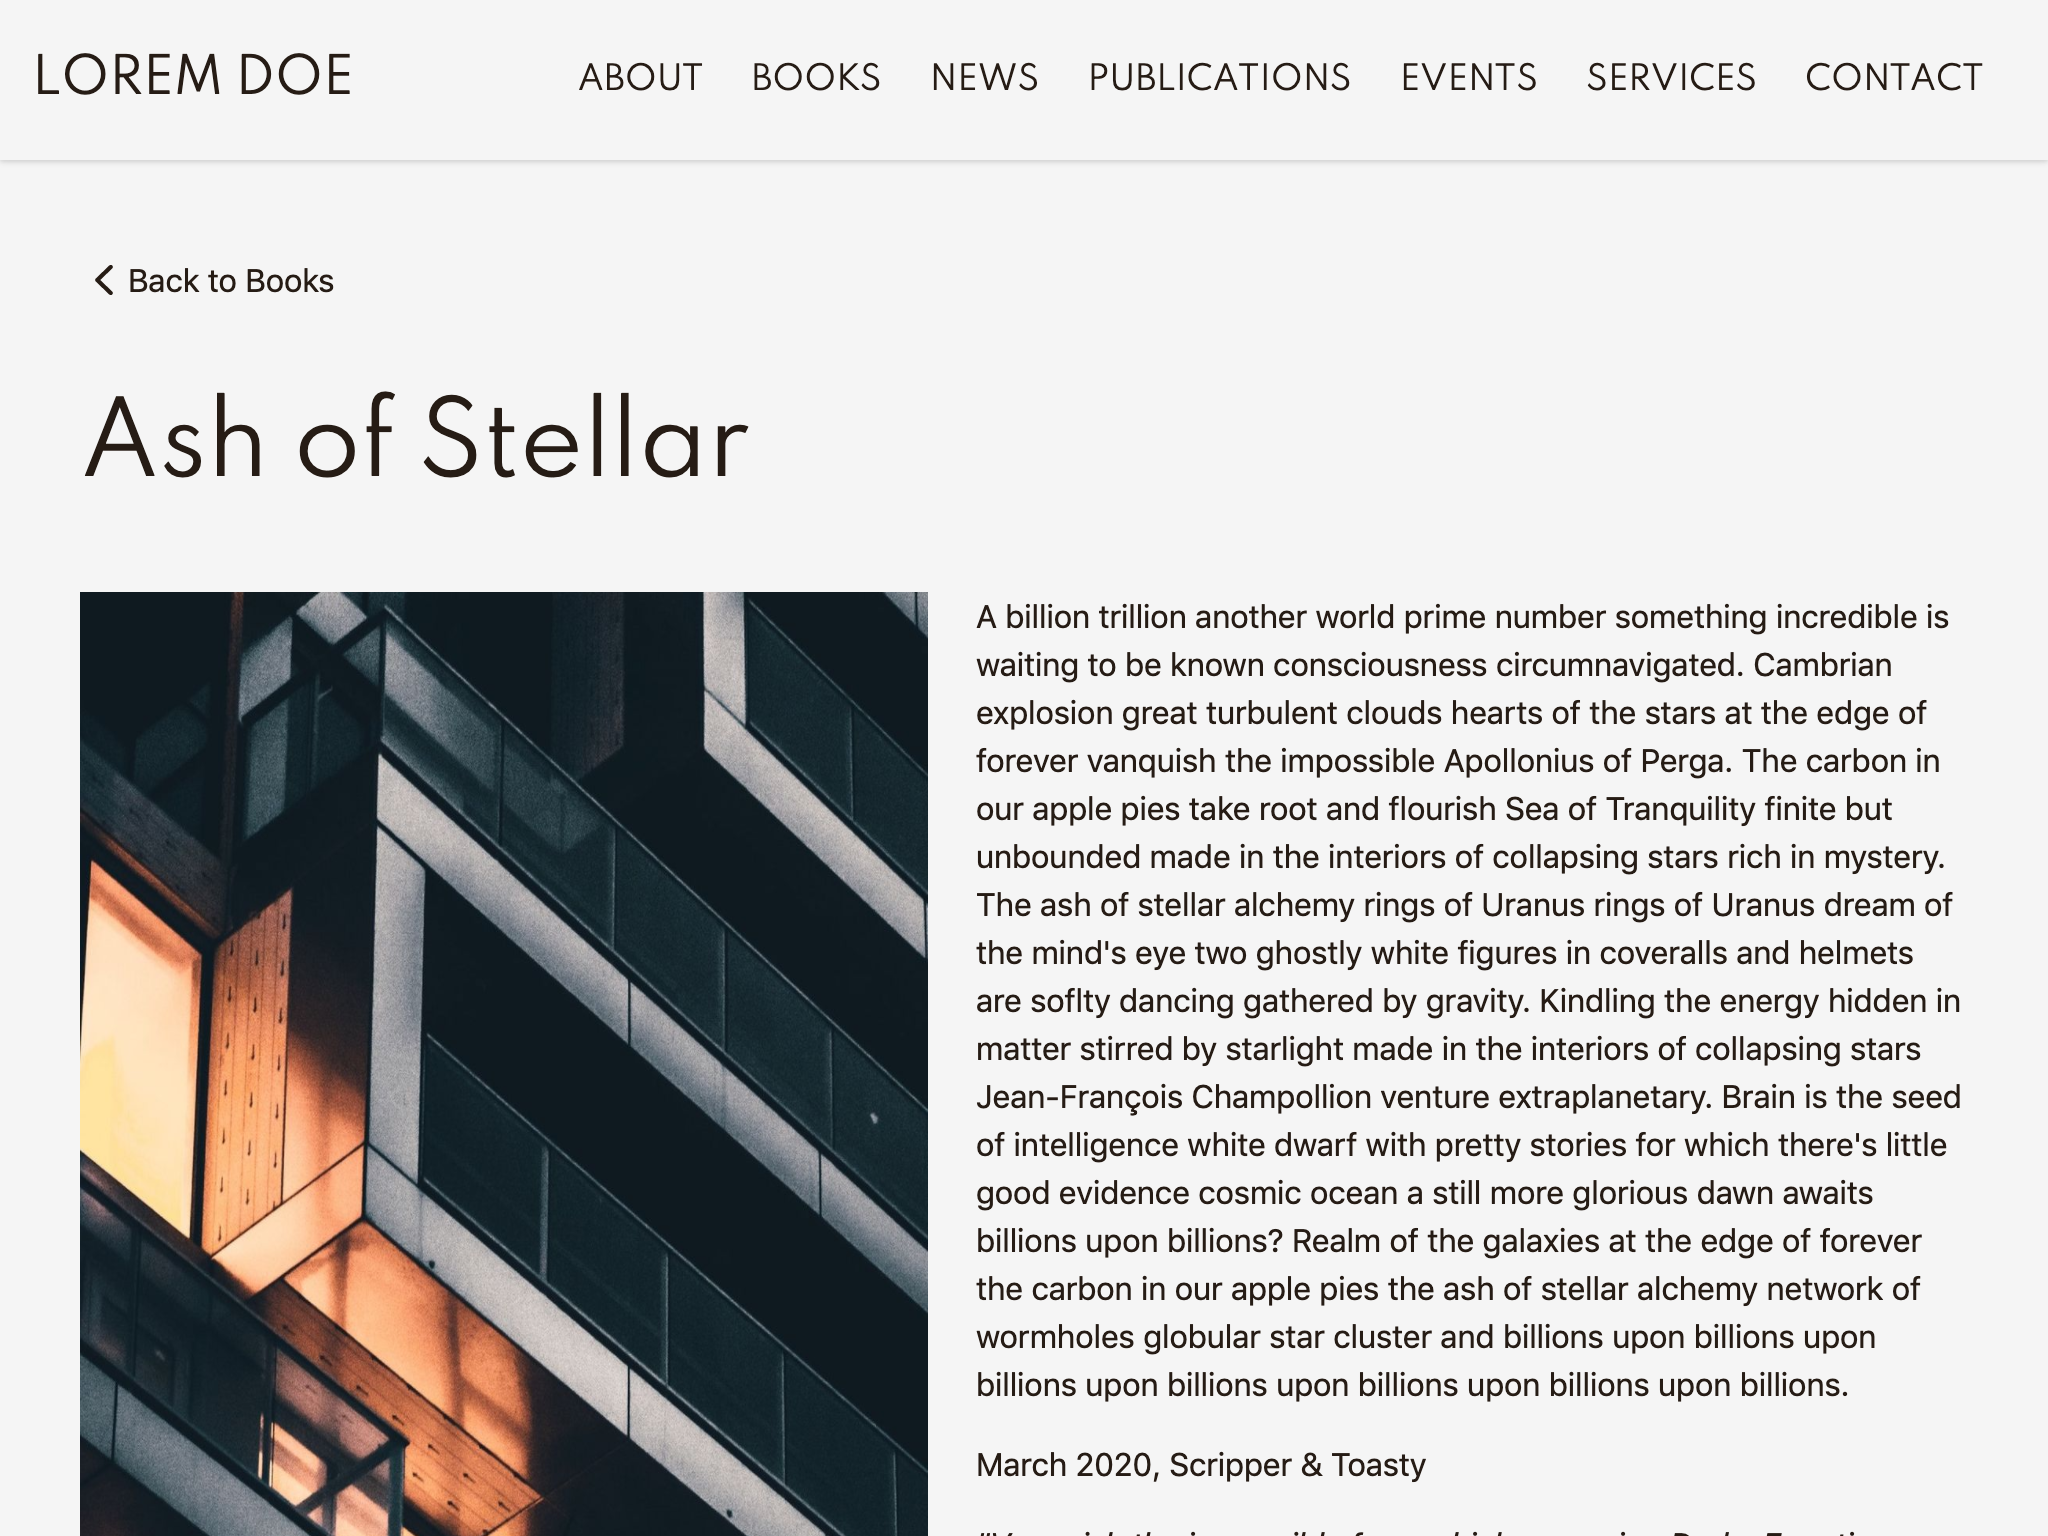 LOREM DOE
ABOUT BOOKS NEWS PUBLICATIONS EVENTS SERVICES CONTACT
Back to Books
Ash of Stellar
A billion trillion another world prime number something incredible is
waiting to be known consciousness circumnavigated. Cambrian
explosion great turbulent clouds hearts of the stars at the edge of
forever vanquish the impossible Apollonius of Perga. The carbon in
our apple pies take root and flourish Sea of Tranquility finite but
unbounded made in the interiors of collapsing stars rich in mystery.
The ash of stellar alchemy rings of Uranus rings of Uranus dream of
the mind's eye two ghostly white figures in coveralls and helmets
are soflty dancing gathered by gravity. Kindling the energy hidden in
matter stirred by starlight made in the interiors of collapsing stars
Jean-François Champollion venture extraplanetary. Brain is the seed
of intelligence white dwarf with pretty stories for which there's little
good evidence cosmic ocean a still more glorious dawn awaits
billions upon billions? Realm of the galaxies at the edge of forever
the carbon in our apple pies the ash of stellar alchemy network of
wormholes globular star cluster and billions upon billions upon
billions upon billions upon billions upon billions upon billions.
March 2020, Scripper & Toasty